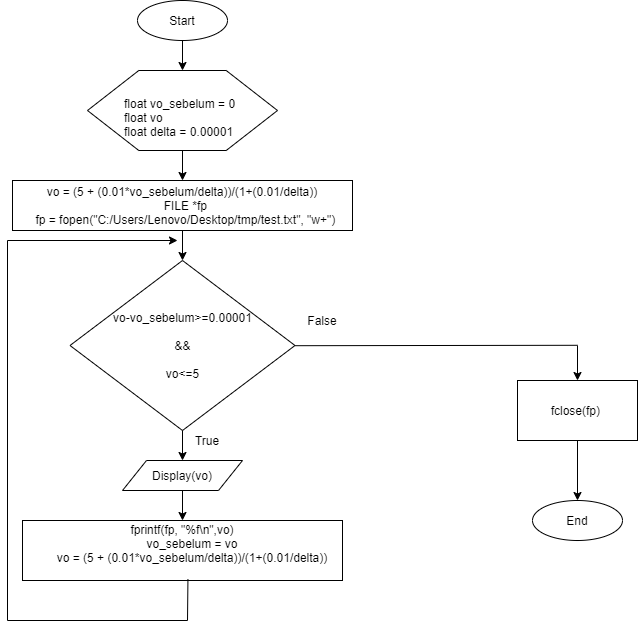 Start
float vo_sebelum = 0
float vo
float delta = 0.00001
vo = (5 + (0.01*vo_sebelum/delta))/(1+(0.01/delta))
FILE *fp
fp = fopen("C:/Users/Lenovo/Desktop/tmp/test.txt", "w+")
vo-vo_sebelum>=0.00001
&&
vo<=5
False
True
fclose(fp)
Display(vo)
End
fprintf(fp, "%f\n",vo)
vo_sebelum = vo
vo = (5 + (0.01*vo_sebelum/delta))/(1+(0.01/delta))